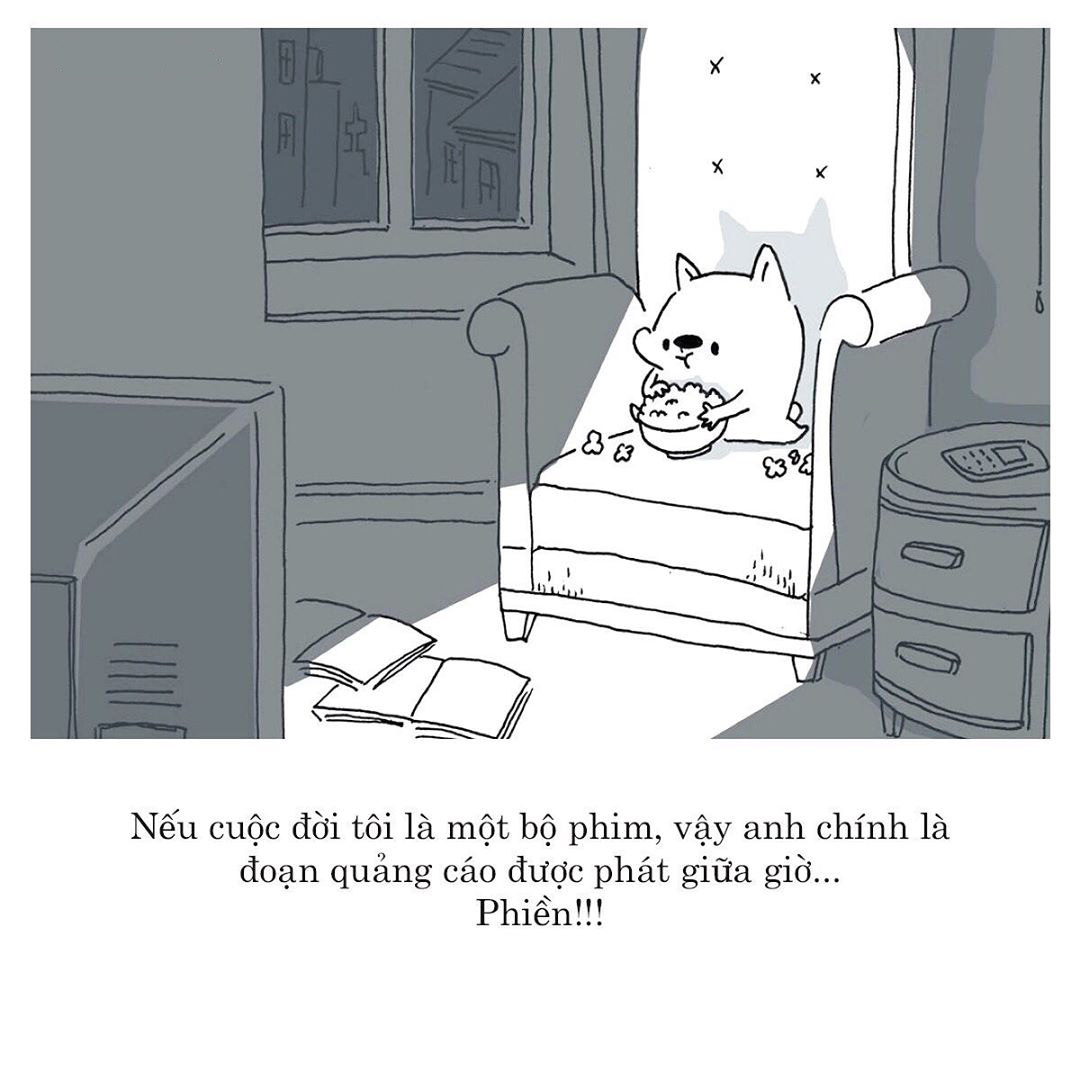 Nếu cuộc đời tôi là một bộ phim, vậy anh chính là
đoạn quảng cáo được phát giữa giờ...
Phiền!!!